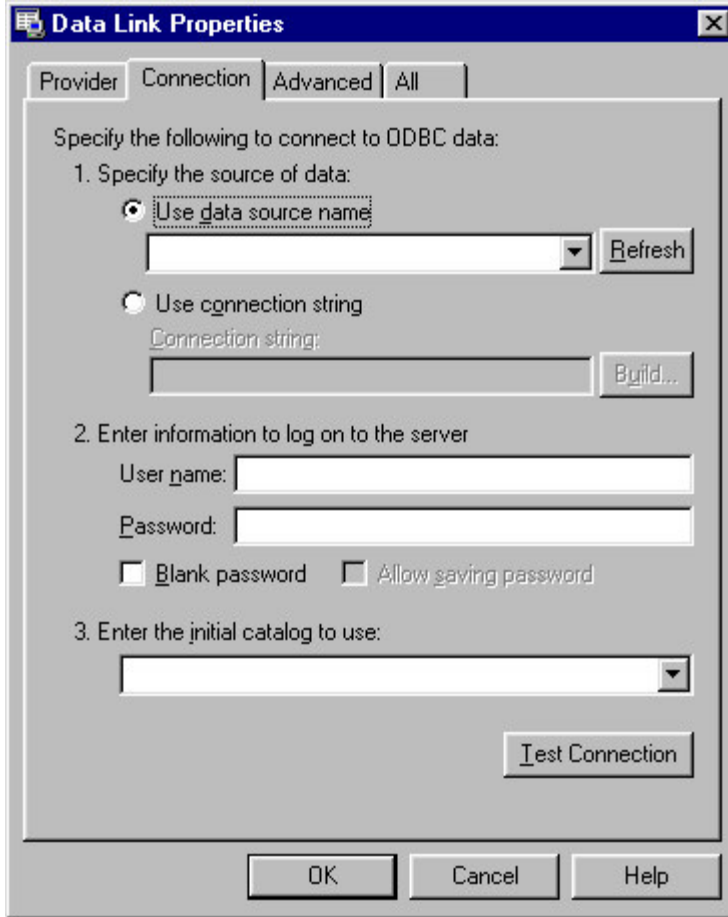 Data Link Properties
Provider Connection Advanced All
Specify the following to connect to ODBC data:
1. Specify the source of data:
Use data source name
Refresh
Use connection string
Connection string:
Build...
2. Enter information to log on to the server
User name:
Password:
Blank password Allow saving password
3. Enter the initial catalog to use:
Test Connection
OK Cancel Help